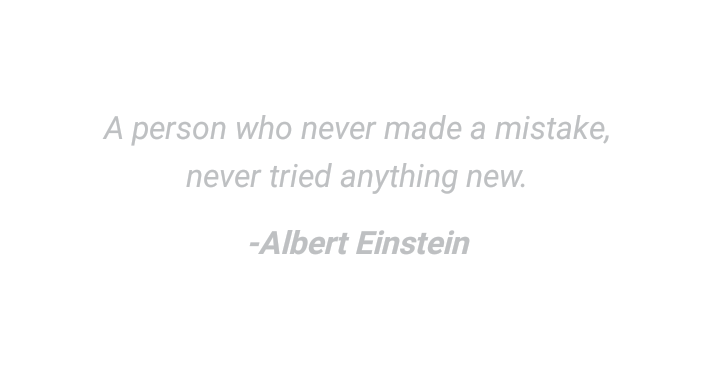 A person who never made a mistake,
never tried anything new.
-Albert Einstein